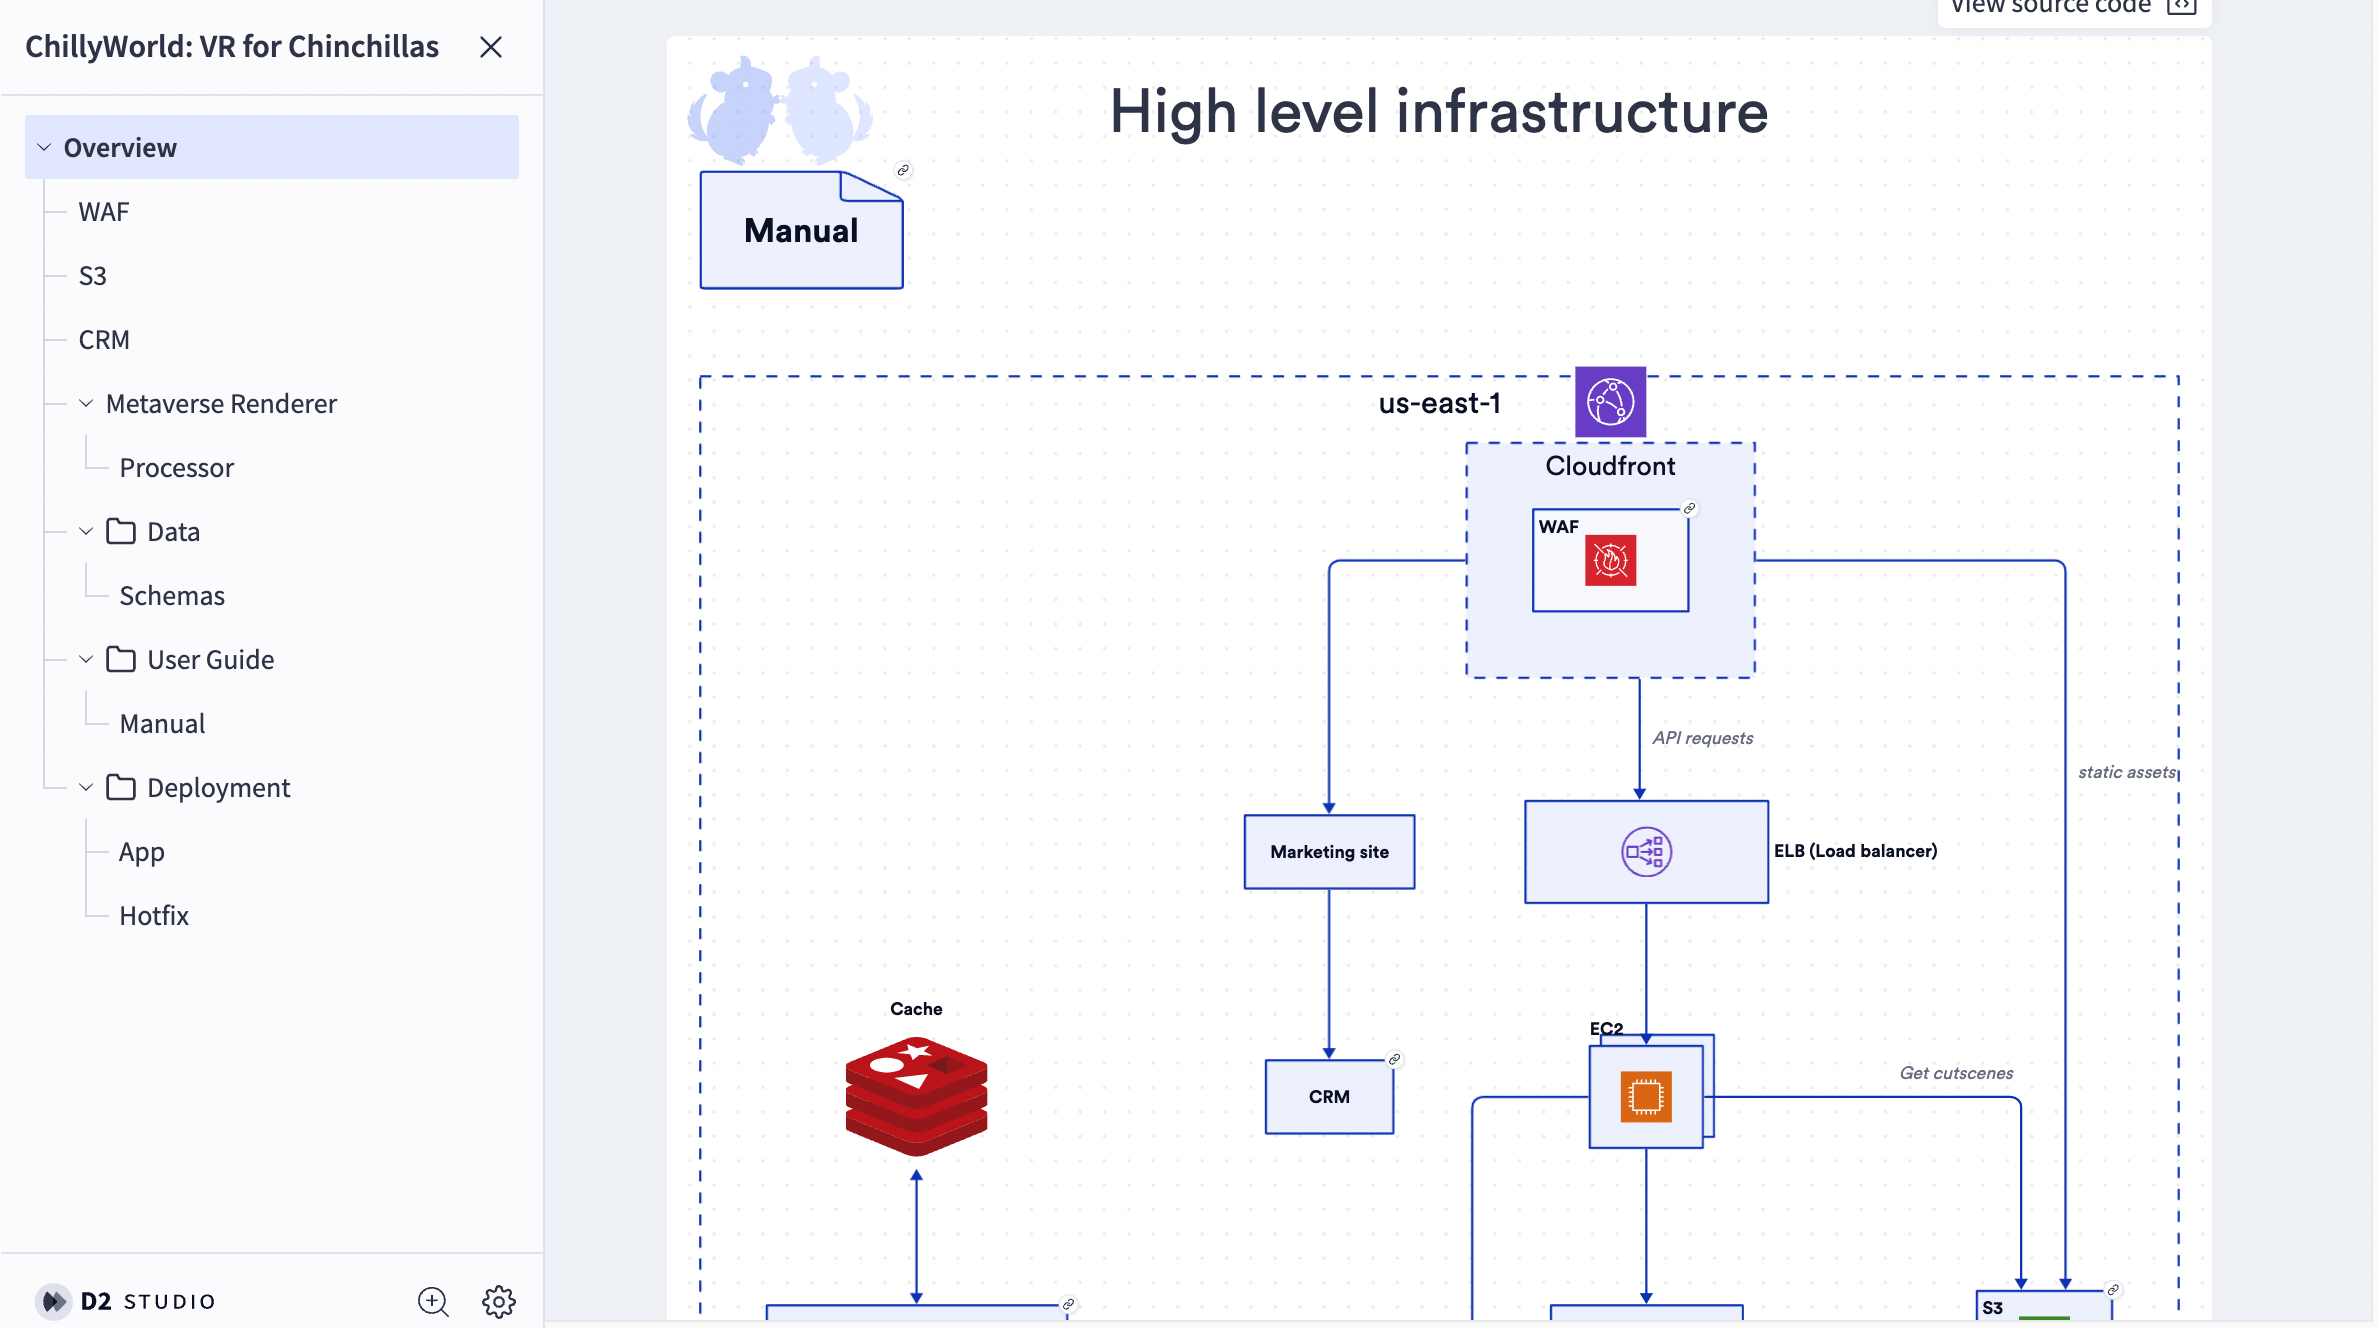 View source code
ChillyWorld: VR for Chinchillas
Overview
WAF
S3
CRM
Metaverse Renderer
Processor
Data
Schemas
User Guide
Manual
Deployment
App
Hotfix
D2 STUDIO
High level infrastructure
Manual
us-east-1
Cloudfront
WAF
API requests
static assets
Marketing site
ELB (Load balancer)
Cache
EC2
Get cutscenes
CRM
S3